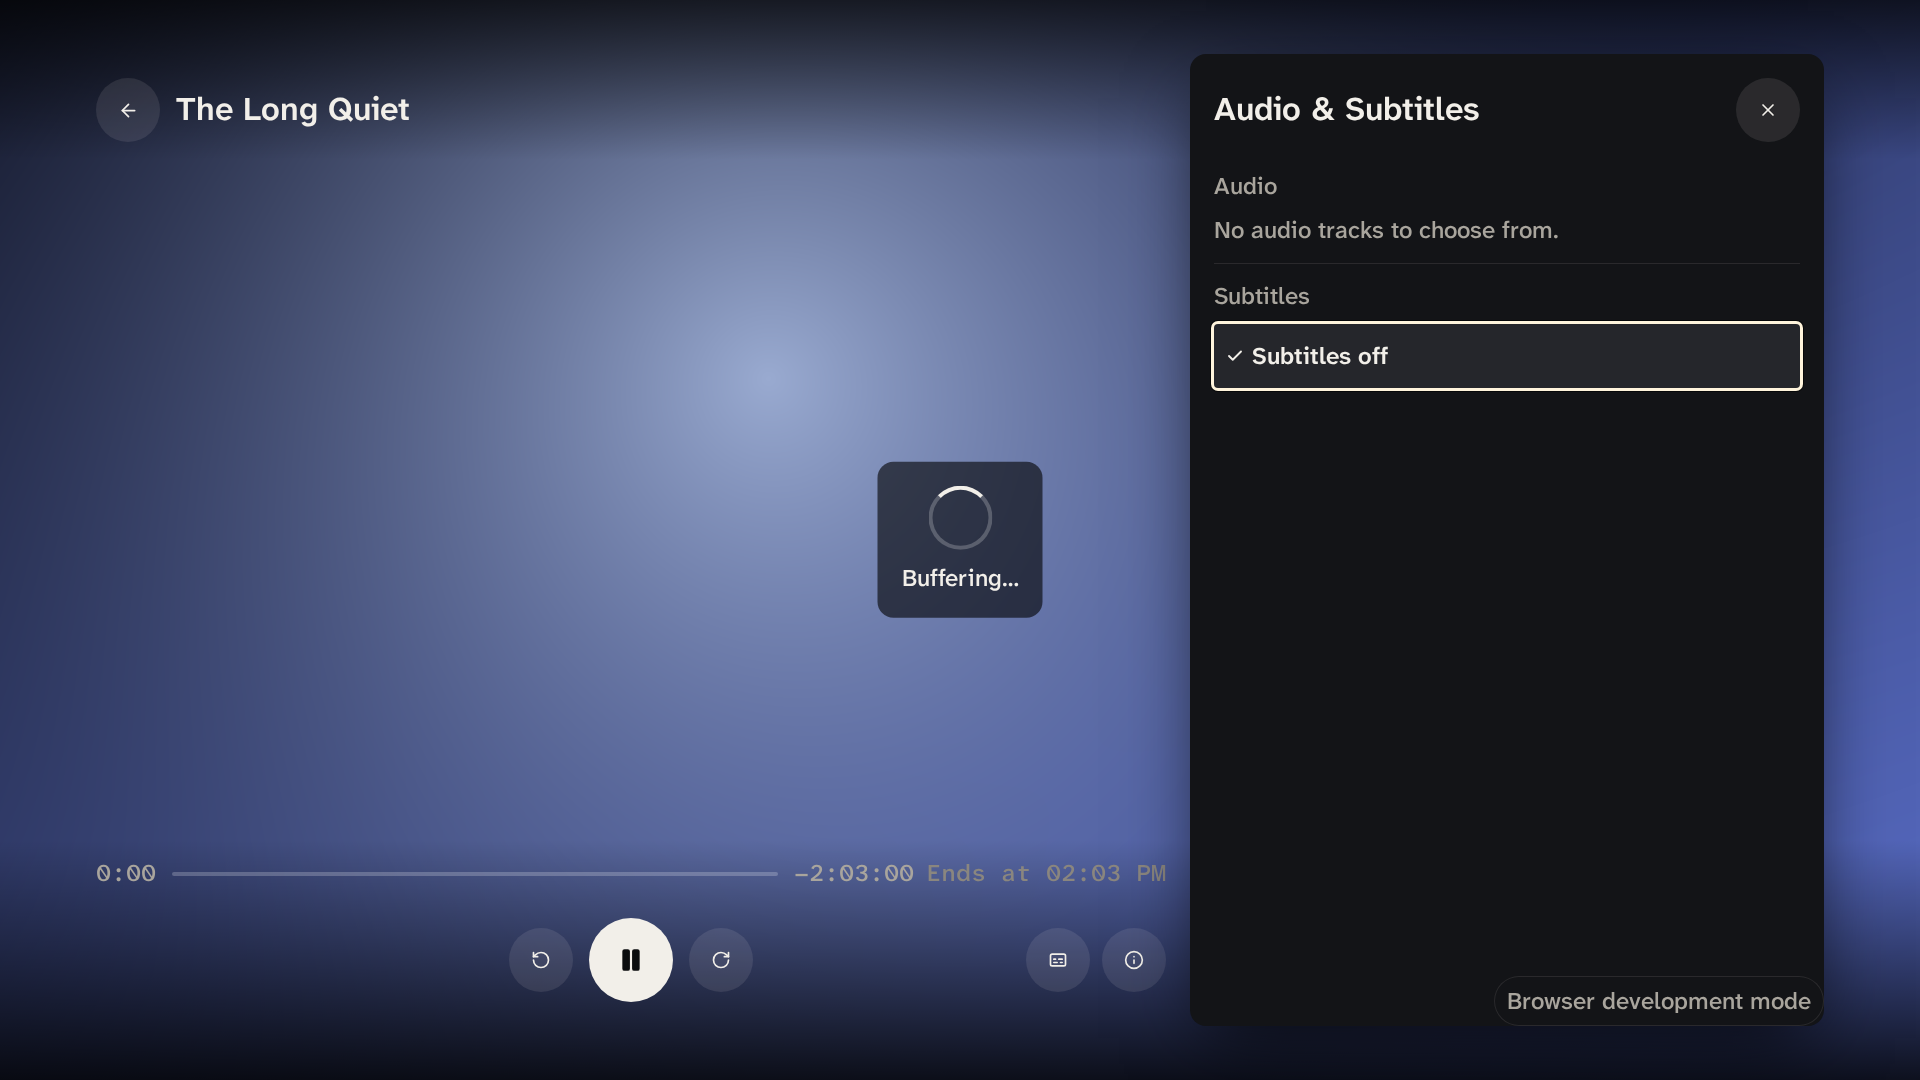 The Long Quiet
Audio & Subtitles
Audio
No audio tracks to choose from.
Subtitles
Subtitles off
Buffering...
0:00
–2:03:00 Ends at 02:03 PM
Browser development mode